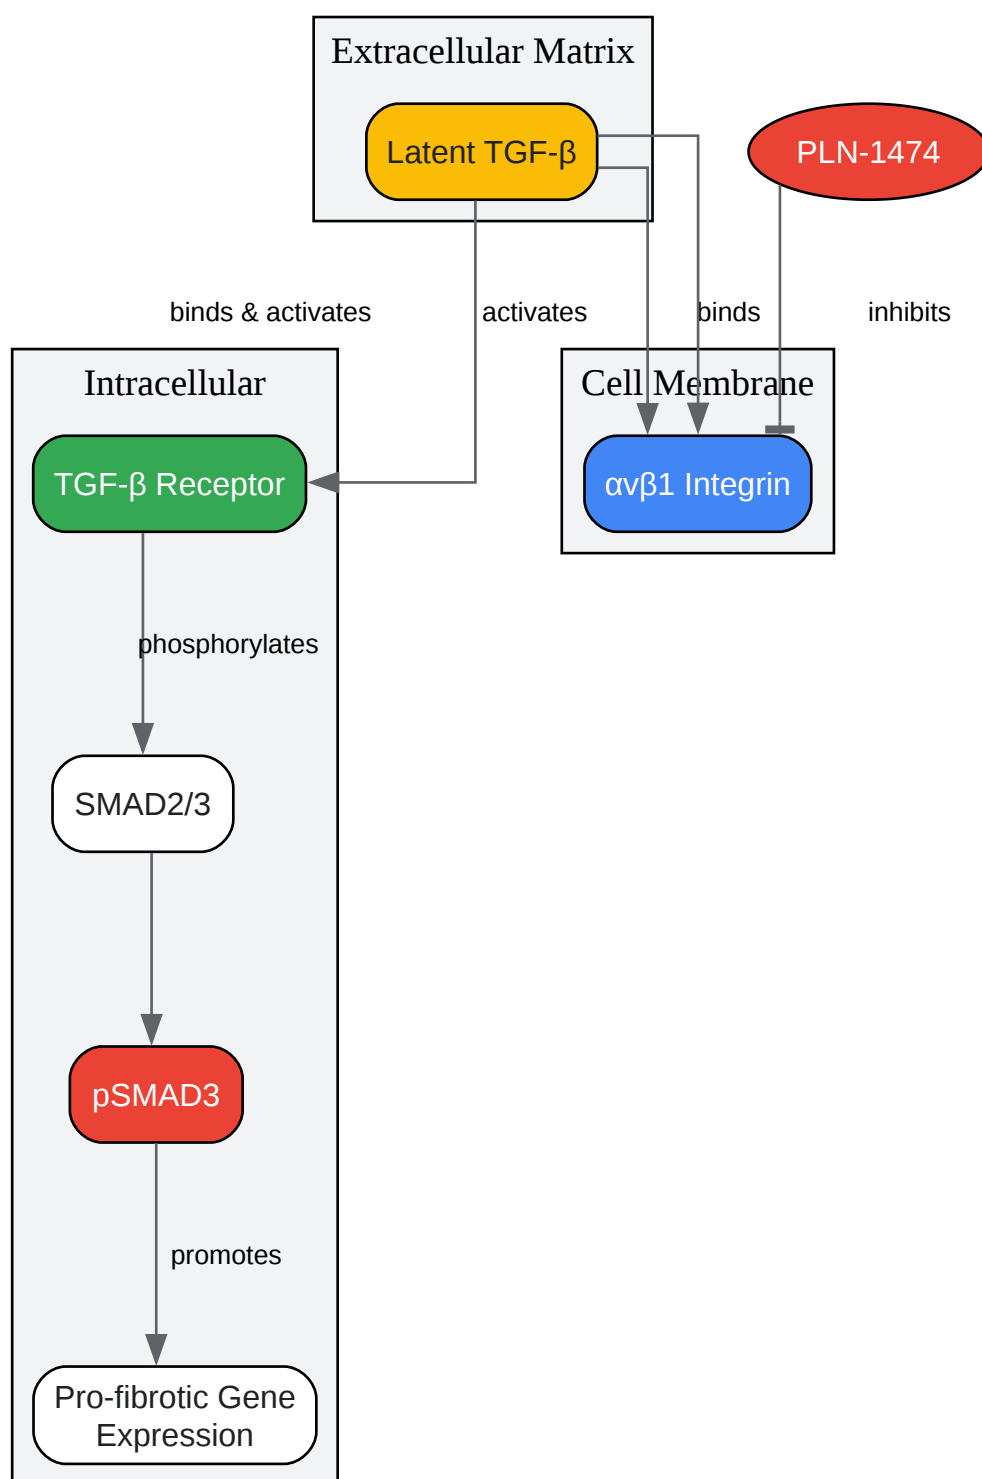 Extracellular Matrix
Latent TGF-β
PLN-1474
binds & activates
activates
binds
inhibits
Intracellular
Cell Membrane
TGF-β Receptor
αvβ1 Integrin
phosphorylates
SMAD2/3
pSMAD3
promotes
Pro-fibrotic Gene
Expression